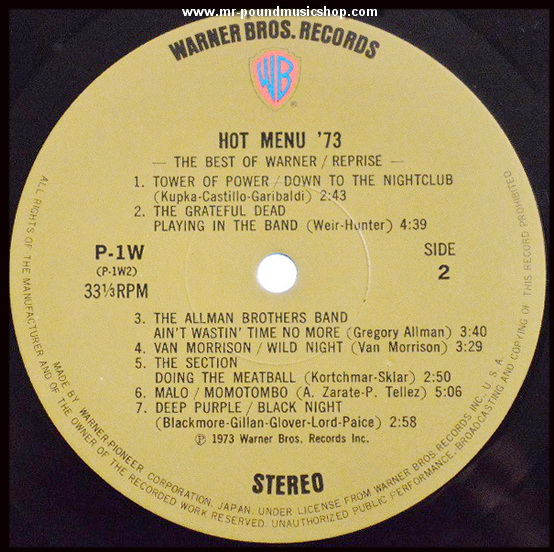 www.mr-poundmusicshop.com
WARNER BROS. RECORDS
WB
®
HOT MENU '73
— THE BEST OF WARNER / REPRISE —
1. TOWER OF POWER / DOWN TO THE NIGHTCLUB
(Kupka-Castillo-Garibaldi) 2:43
2. THE GRATEFUL DEAD
PLAYING IN THE BAND (Weir-Hunter) 4:39
P-1W
(P-1W2)
33⅓RPM
SIDE
2
3. THE ALLMAN BROTHERS BAND
AIN'T WASTIN' TIME NO MORE (Gregory Allman) 3:40
4. VAN MORRISON / WILD NIGHT (Van Morrison) 3:29
5. THE SECTION
DOING THE MEATBALL (Kortchmar-Sklar) 2:50
6. MALO / MOMOTOMBO (A. Zarate-P. Tellez) 5:06
7. DEEP PURPLE / BLACK NIGHT
(Blackmore-Gillan-Glover-Lord-Paice) 2:58
℗ 1973 Warner Bros. Records Inc.
STEREO
MADE BY WARNER-PIONEER CORPORATION, JAPAN, UNDER LICENSE FROM WARNER BROS. RECORDS INC., U.S.A.
ALL RIGHTS OF THE MANUFACTURER AND OF THE OWNER OF THE RECORDED WORK RESERVED. UNAUTHORIZED PUBLIC PERFORMANCE, BROADCASTING AND COPYING OF THIS RECORD PROHIBITED.